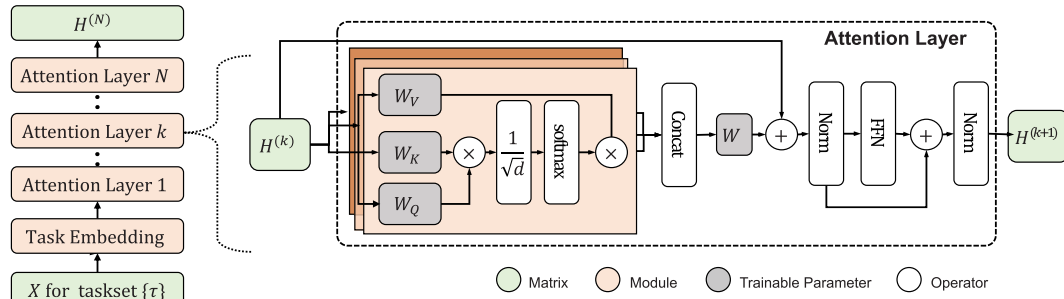 H^(N)
Attention Layer N
Attention Layer k
Attention Layer 1
Task Embedding
X for taskset {τ}
Attention Layer
H^(k)
W_V
W_K
W_Q
×
1/√d
softmax
×
Concat
W
+
Norm
FFN
+
Norm
H^(k+1)
Matrix
Module
Trainable Parameter
Operator